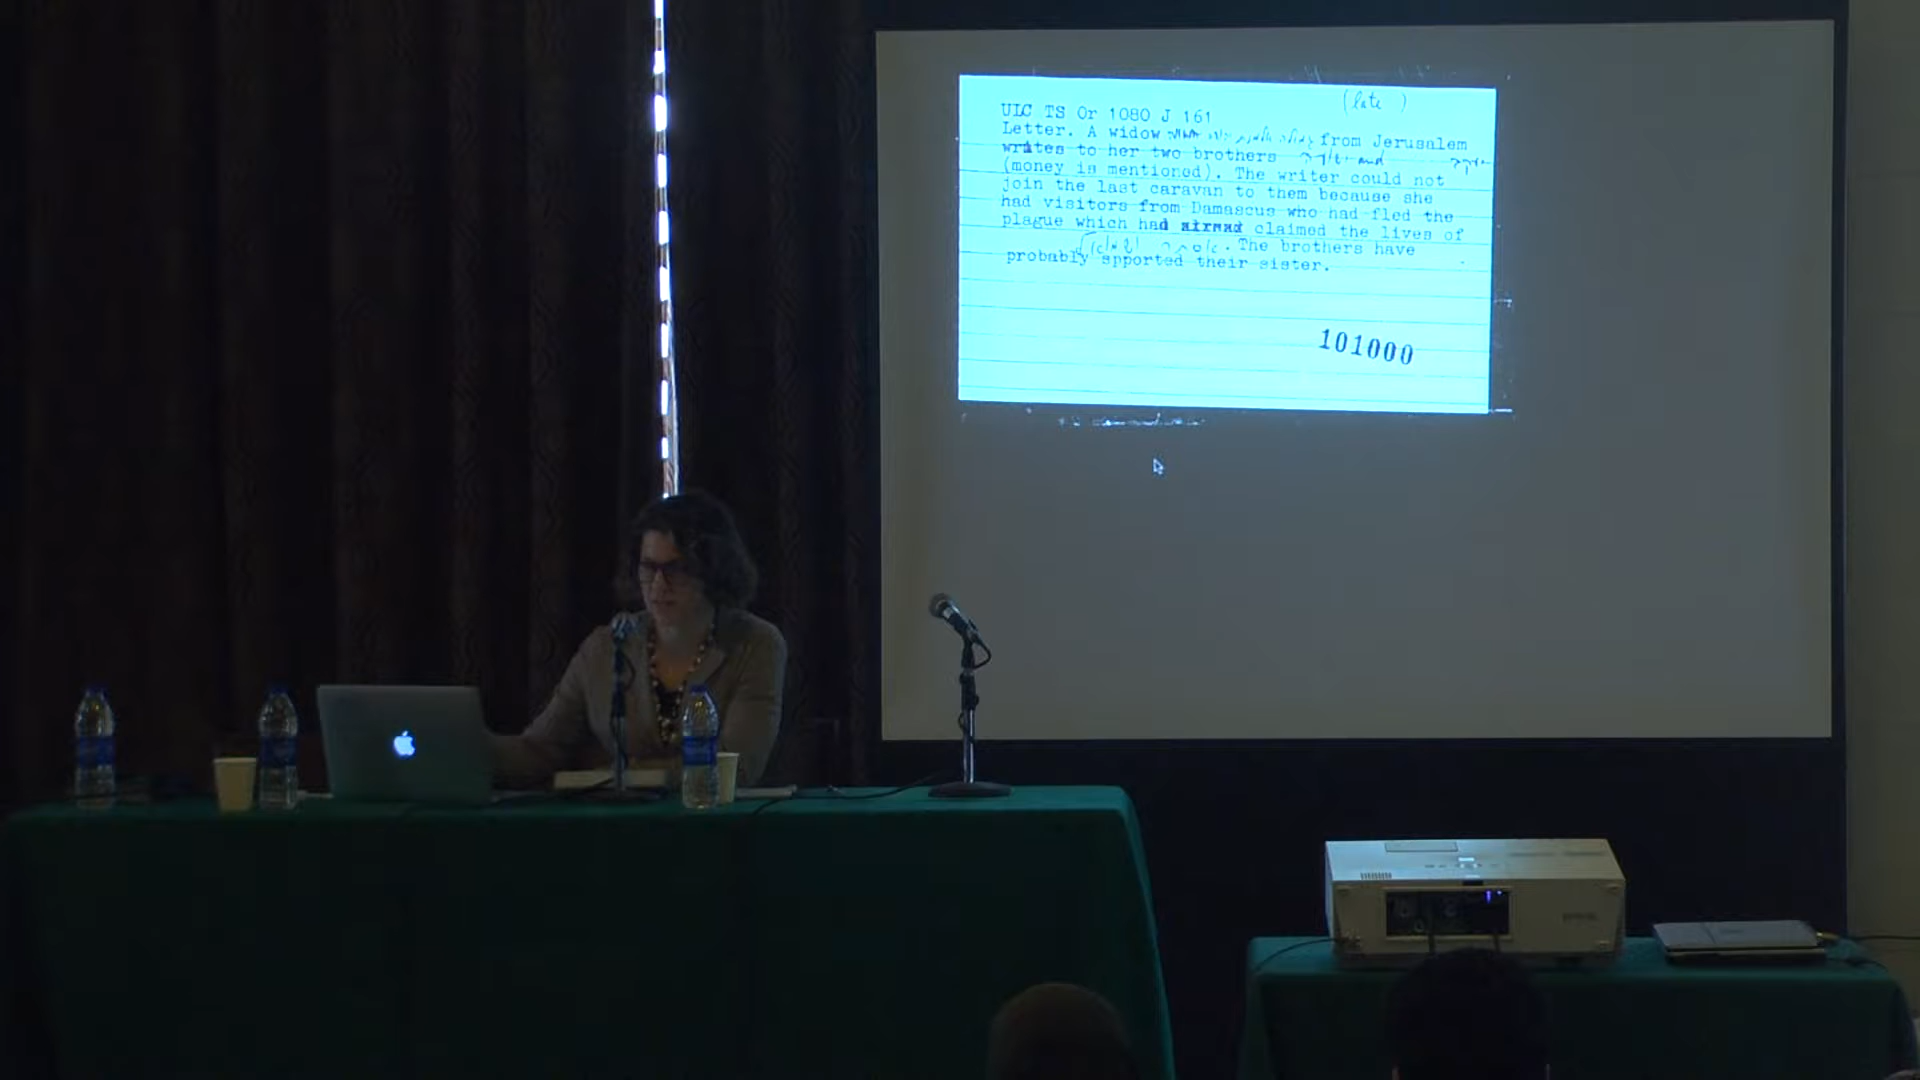 (late)
ULC TS Or 1080 J 161
Letter. A widow from Jerusalem
writes to her two brothers and
(money is mentioned). The writer could not
join the last caravan to them because she
had visitors from Damascus who had fled the
plague which had claimed the lives of
. The brothers have
probably spported their sister.
101000